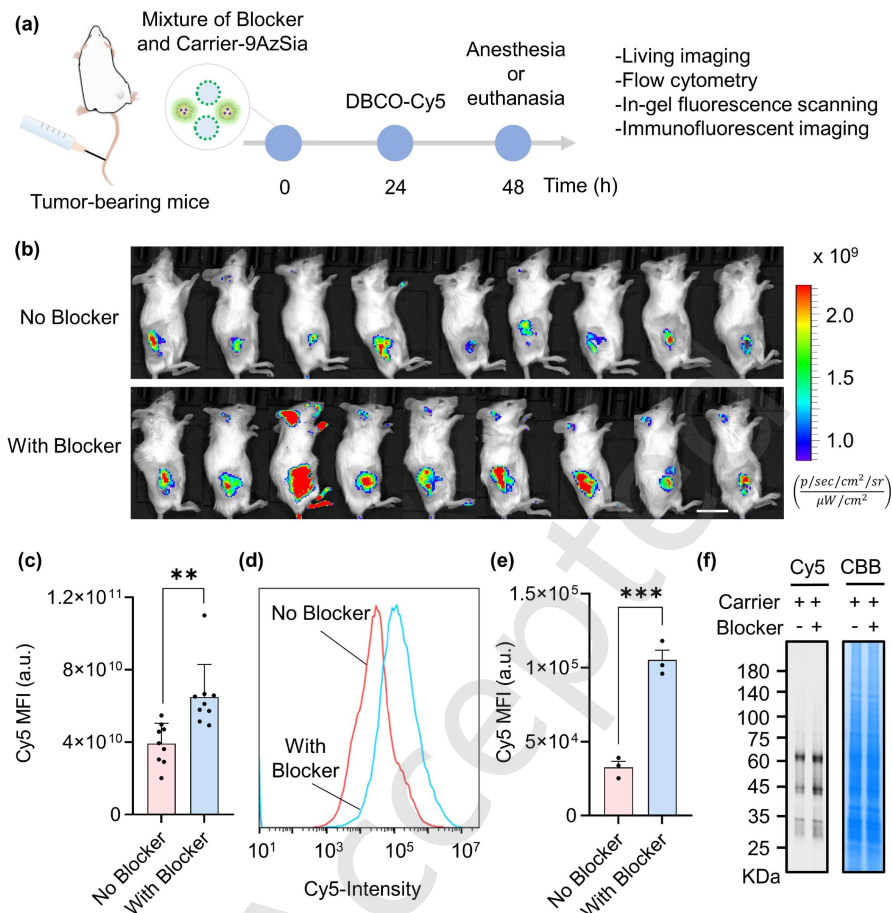 (a)
Mixture of Blocker
and Carrier-9AzSia
Tumor-bearing mice
DBCO-Cy5
Anesthesia
or
euthanasia
0
24
48
Time (h)
-Living imaging
-Flow cytometry
-In-gel fluorescence scanning
-Immunofluorescent imaging
(b)
No Blocker
With Blocker
x 10⁹
2.0
1.5
1.0
(p/sec/cm²/sr / μW/cm²)
(c)
Cy5 MFI (a.u.)
1.2×10¹¹
8×10¹⁰
4×10¹⁰
0
**
No Blocker
With Blocker
(d)
No Blocker
With
Blocker
10¹ 10³ 10⁵ 10⁷
Cy5-Intensity
(e)
Cy5 MFI (a.u.)
1.5×10⁵
1×10⁵
5×10⁴
0
***
No Blocker
With Blocker
(f)
Cy5 CBB
Carrier + + + +
Blocker - + - +
180
140
100
75
60
45
35
25
KDa
Accepted